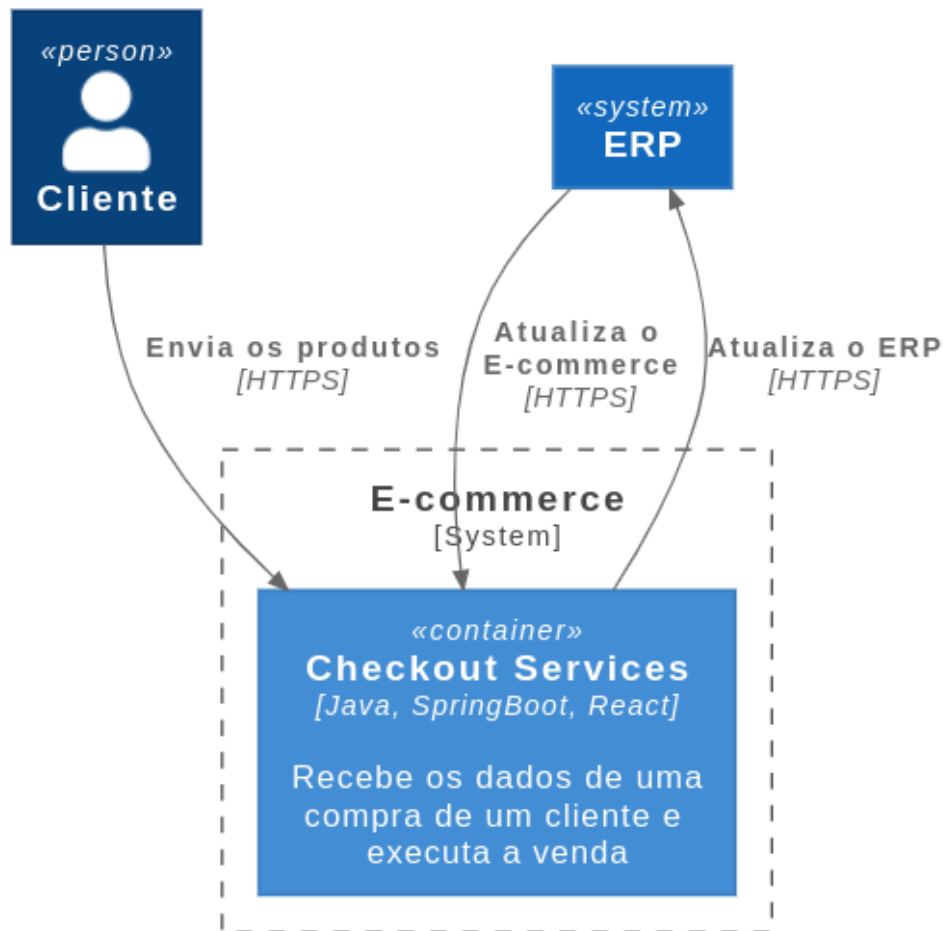 «person»
Cliente
«system»
ERP
Envia os produtos
[HTTPS]
Atualiza o
E-commerce
[HTTPS]
Atualiza o ERP
[HTTPS]
E-commerce
[System]
«container»
Checkout Services
[Java, SpringBoot, React]
Recebe os dados de uma
compra de um cliente e
executa a venda